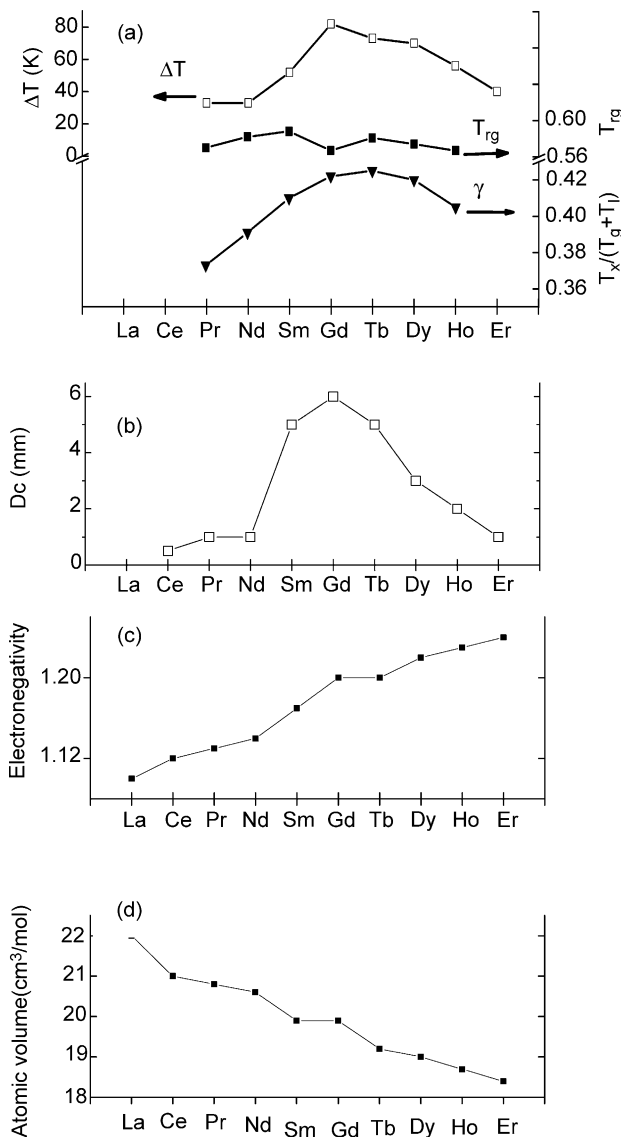 (a)
80
60
40
20
0
ΔT (K)
ΔT
T_rg
γ
0.60
0.56
T_rg
0.42
0.40
0.38
0.36
T_x/(T_g+T_l)
La Ce Pr Nd Sm Gd Tb Dy Ho Er
(b)
6
4
2
0
Dc (mm)
La Ce Pr Nd Sm Gd Tb Dy Ho Er
(c)
1.20
1.12
Electronegativity
La Ce Pr Nd Sm Gd Tb Dy Ho Er
(d)
22
21
20
19
18
Atomic volume(cm³/mol)
La Ce Pr Nd Sm Gd Tb Dy Ho Er